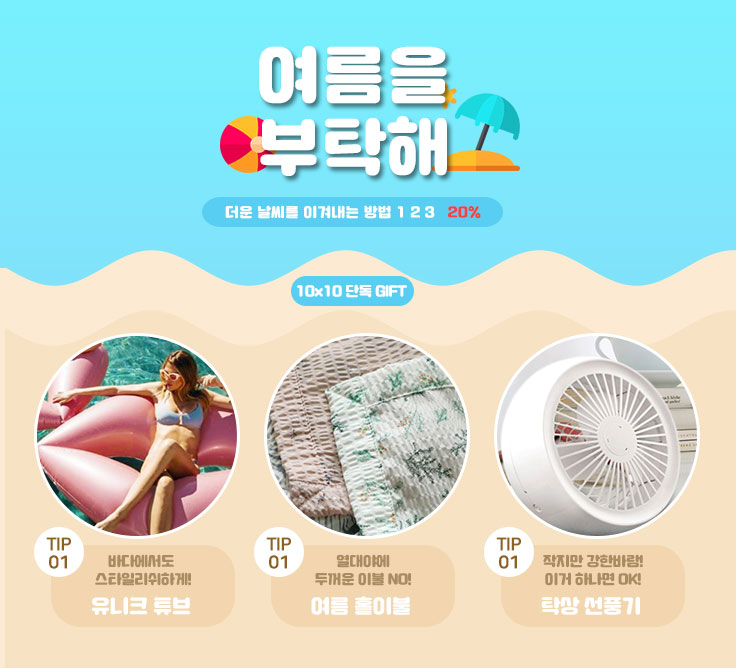 여름을
부탁해
더운 날씨를 이겨내는 방법 1 2 3 20%
10x10 단독 GIFT
TIP
01
바다에서도
스타일리쉬하게!
유니크 튜브
TIP
01
열대야에
두꺼운 이불 NO!
여름 홑이불
TIP
01
작지만 강한바람!
이거 하나면 OK!
탁상 선풍기